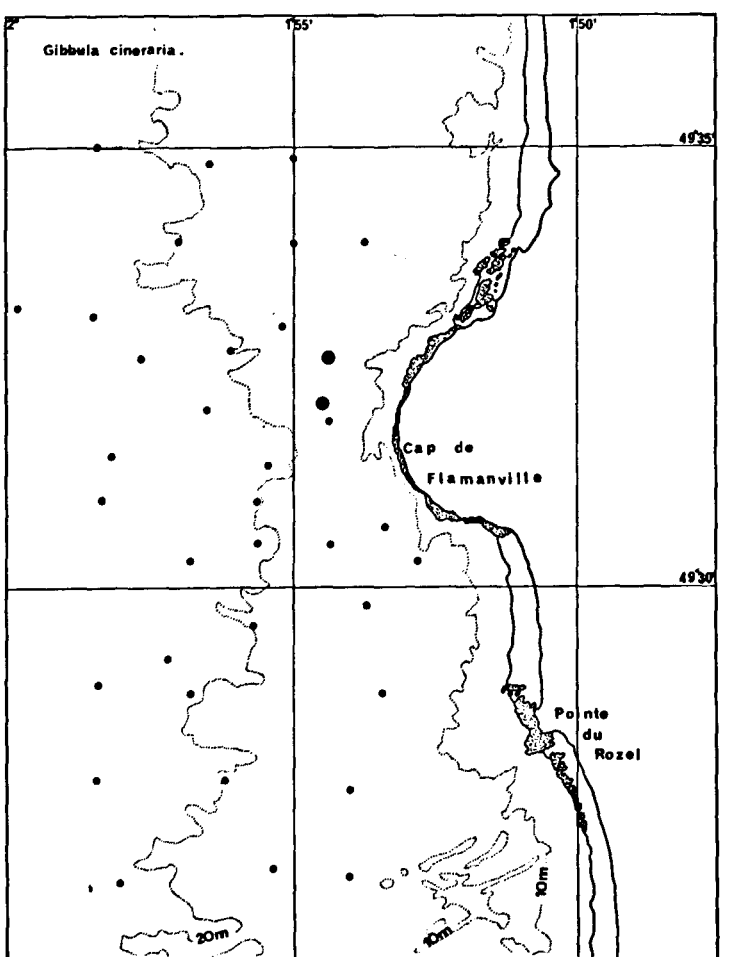 2° 1°55' 1°50'
Gibbula cineraria.
49°35'
Cap de
Flamanville
49°30'
Pointe
du
Rozel
10m
20m
10m